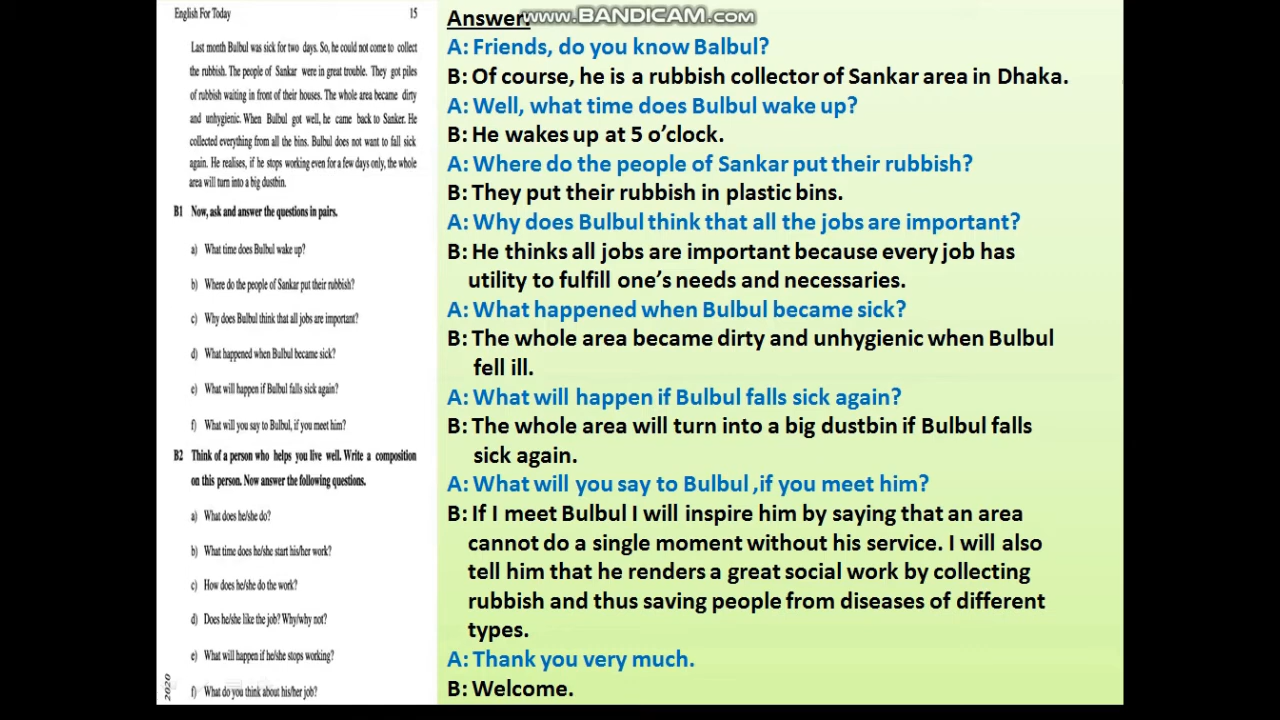 English For Today 15
Last month Bulbul was sick for two days. So, he could not come to collect
the rubbish. The people of Sankar were in great trouble. They got piles
of rubbish waiting in front of their houses. The whole area became dirty
and unhygienic. When Bulbul got well, he came back to Sanker. He
collected everything from all the bins. Bulbul does not want to fall sick
again. He realises, if he stops working even for a few days only, the whole
area will turn into a big dustbin.
B1 Now, ask and answer the questions in pairs.
a) What time does Bulbul wake up?
b) Where do the people of Sankar put their rubbish?
c) Why does Bulbul think that all jobs are important?
d) What happened when Bulbul became sick?
e) What will happen if Bulbul falls sick again?
f) What will you say to Bulbul, if you meet him?
B2 Think of a person who helps you live well. Write a composition
on this person. Now answer the following questions.
a) What does he/she do?
b) What time does he/she start his/her work?
c) How does he/she do the work?
d) Does he/she like the job? Why/why not?
e) What will happen if he/she stops working?
f) What do you think about his/her job?
2020
www.BANDICAM.com
Answer:
A: Friends, do you know Balbul?
B: Of course, he is a rubbish collector of Sankar area in Dhaka.
A: Well, what time does Bulbul wake up?
B: He wakes up at 5 o’clock.
A: Where do the people of Sankar put their rubbish?
B: They put their rubbish in plastic bins.
A: Why does Bulbul think that all the jobs are important?
B: He thinks all jobs are important because every job has
utility to fulfill one’s needs and necessaries.
A: What happened when Bulbul became sick?
B: The whole area became dirty and unhygienic when Bulbul
fell ill.
A: What will happen if Bulbul falls sick again?
B: The whole area will turn into a big dustbin if Bulbul falls
sick again.
A: What will you say to Bulbul ,if you meet him?
B: If I meet Bulbul I will inspire him by saying that an area
cannot do a single moment without his service. I will also
tell him that he renders a great social work by collecting
rubbish and thus saving people from diseases of different
types.
A: Thank you very much.
B: Welcome.